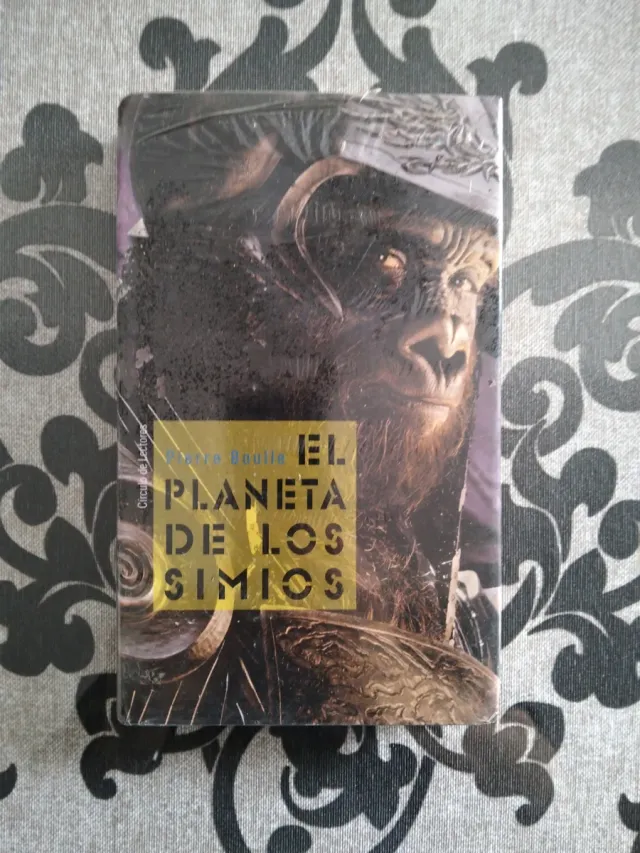 Pierre Boulle EL
PLANETA
DE LOS
SIMIOS
Círculo de Lectores